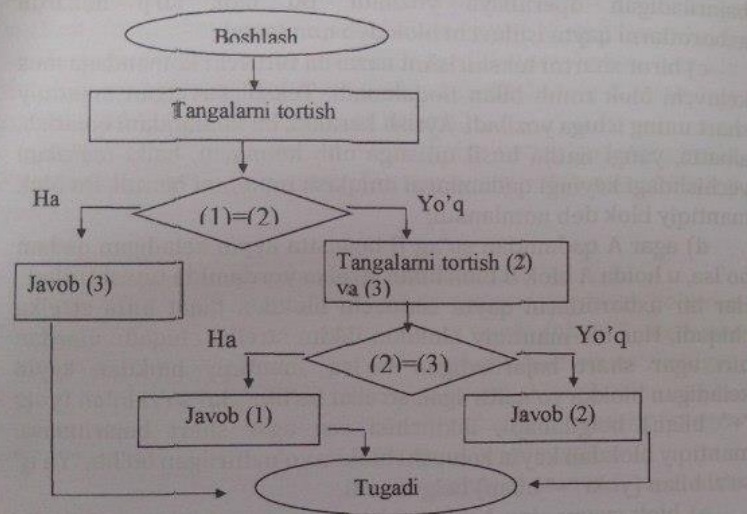 Boshlash
Tangalarni tortish
Ha
(1)=(2)
Yo'q
Javob (3)
Tangalarni tortish (2)
va (3)
Ha
(2)=(3)
Yo'q
Javob (1)
Javob (2)
Tugadi